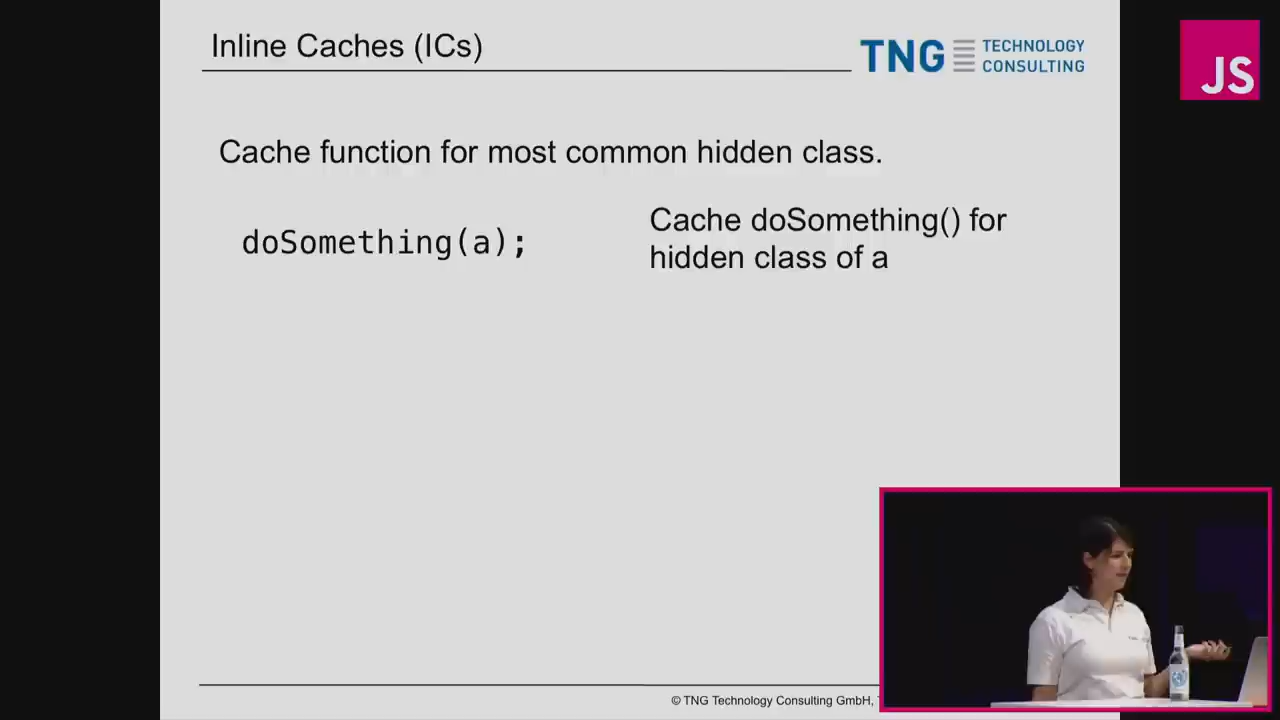 Inline Caches (ICs)
TNG TECHNOLOGY
CONSULTING
JS
Cache function for most common hidden class.
doSomething(a);
Cache doSomething() for
hidden class of a
© TNG Technology Consulting GmbH,